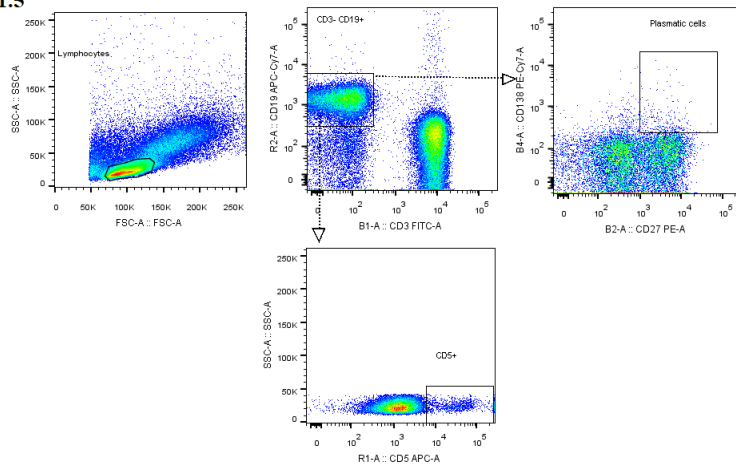 1.S
250K
200K
150K
100K
50K
0
Lymphocytes
SSC-A :: SSC-A
0 50K 100K 150K 200K 250K
FSC-A :: FSC-A
CD3- CD19+
10^5
10^4
10^3
10^2
0
R2-A :: CD19 APC-Cy7-A
0 10^2 10^3 10^4 10^5
B1-A :: CD3 FITC-A
Plasmatic cells
10^5
10^4
10^3
10^2
0
B4-A :: CD138 PE-Cy7-A
0 10^2 10^3 10^4 10^5
B2-A :: CD27 PE-A
250K
200K
150K
100K
50K
0
SSC-A :: SSC-A
CD5+
0 10^2 10^3 10^4 10^5
R1-A :: CD5 APC-A